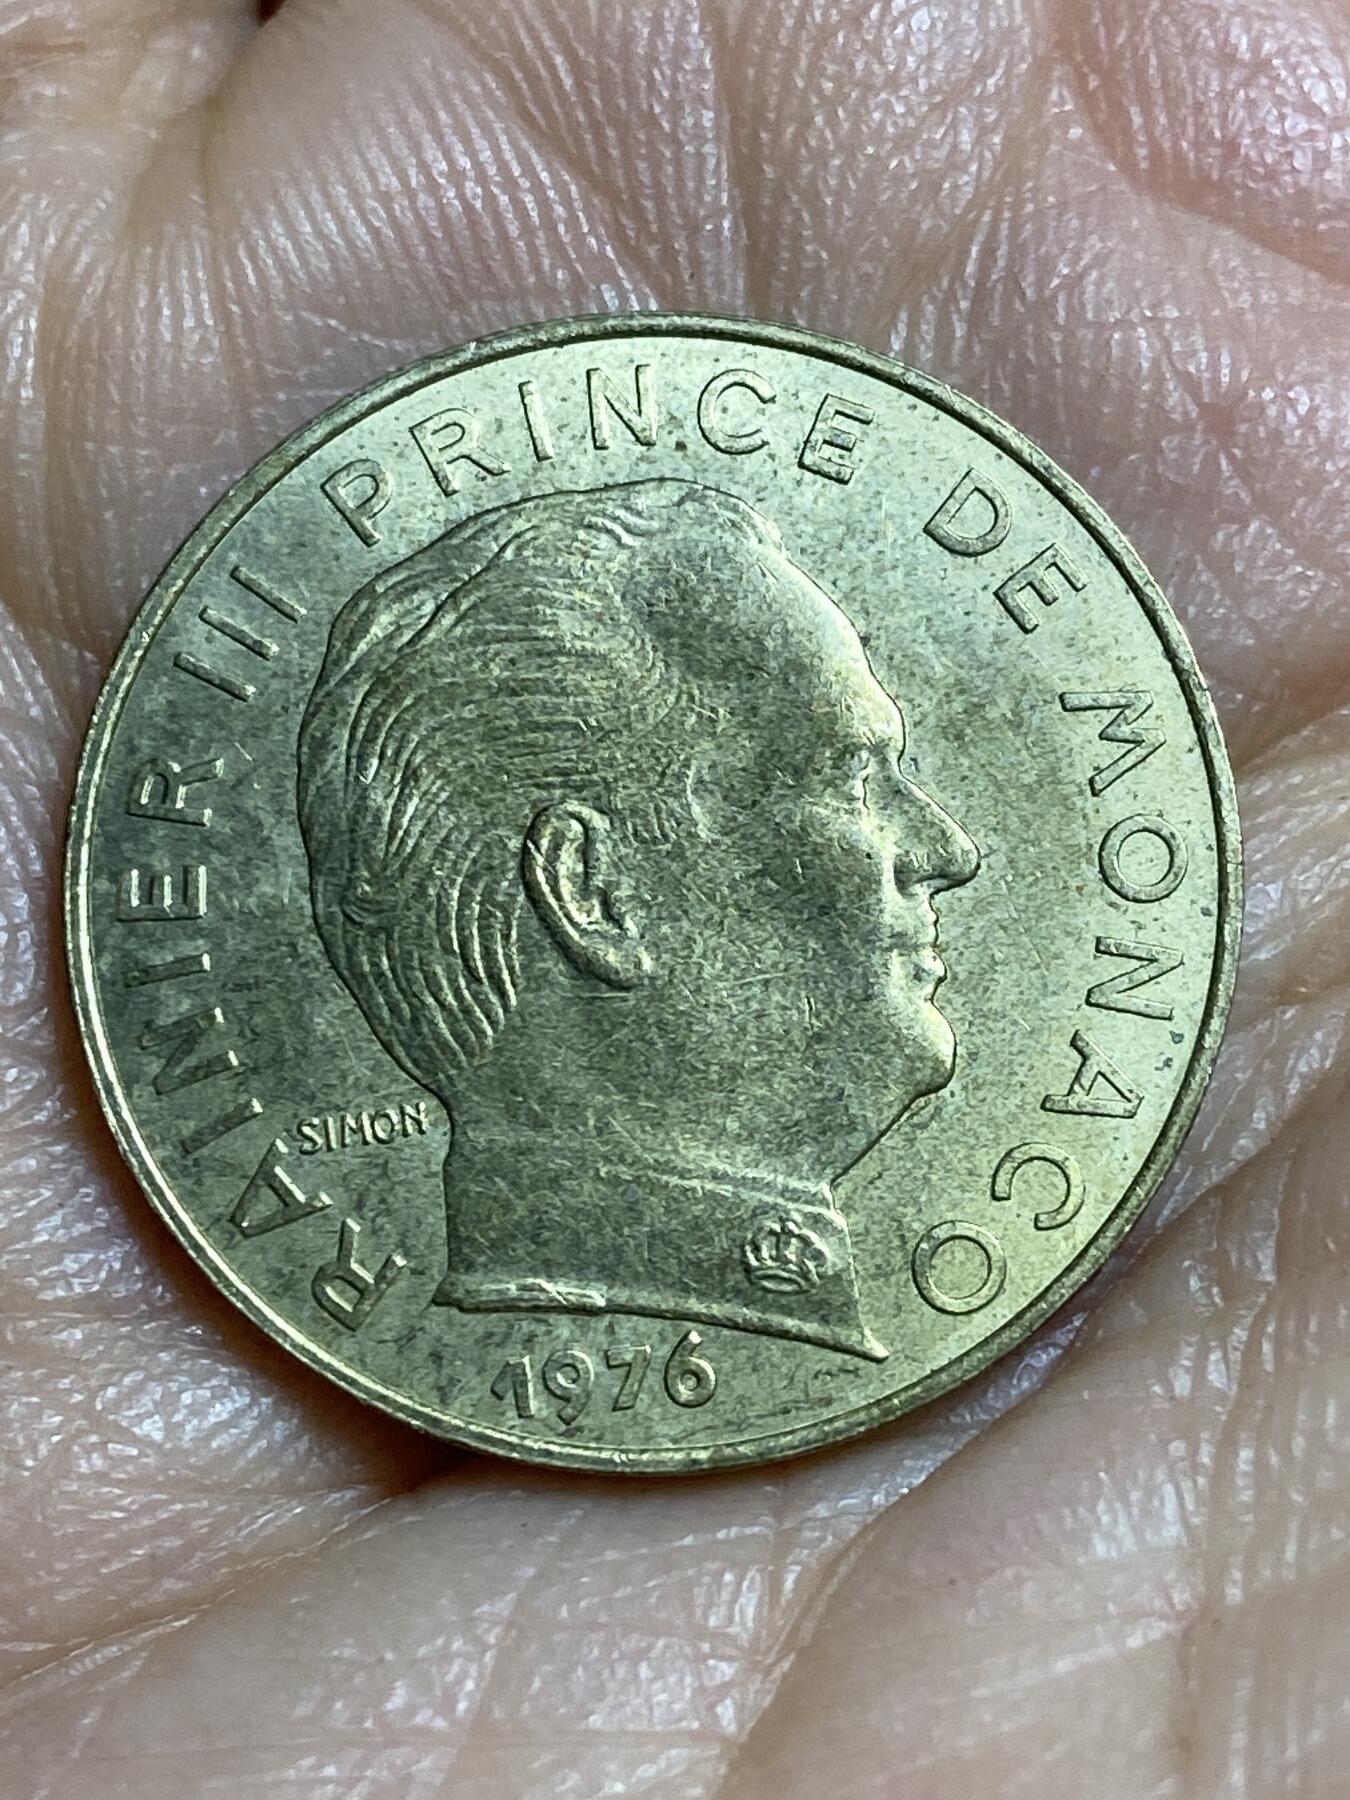 RAINIER III PRINCE DE MONACO
SIMON
1976